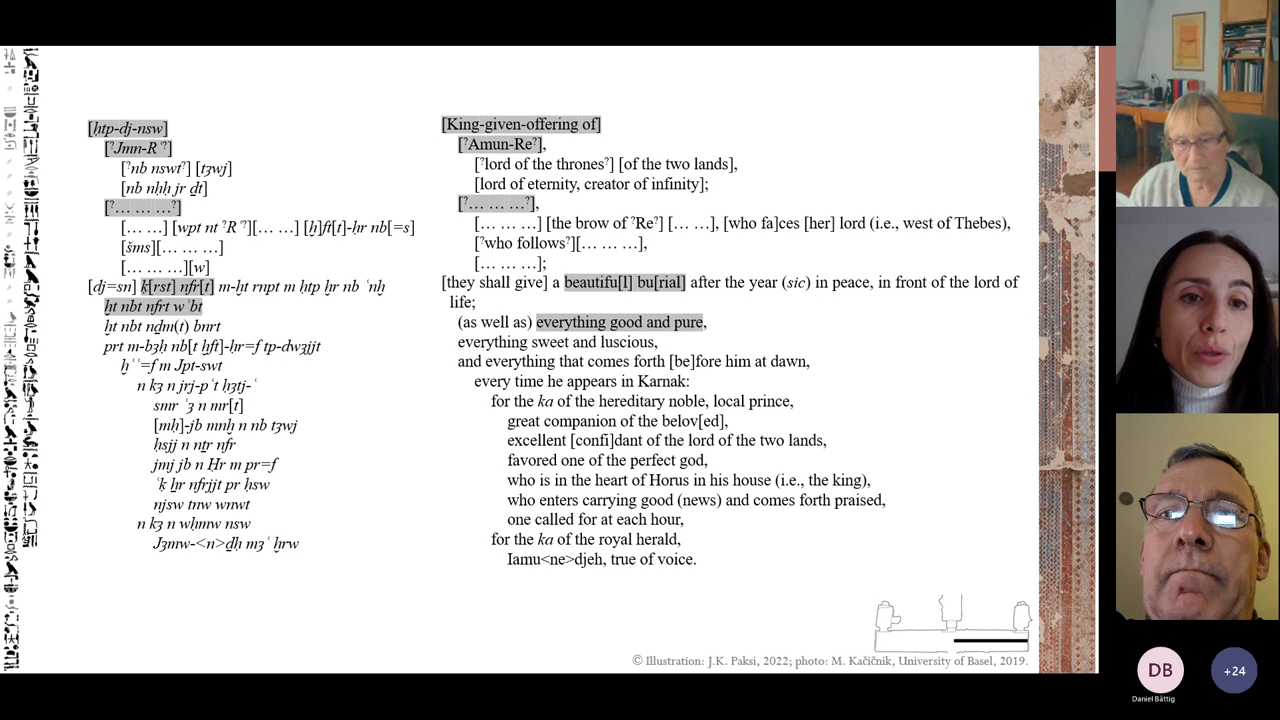 [ḥtp-dj-nsw]
[ˀJmn-Rʿˀ]
[ˀnb nswtˀ] [tꜣwj]
[nb nḥḥ jr ḏt]
[ˀ… … …ˀ]
[… …] [wpt nt ˀRʿˀ][… …] [ḫ]ft[t]-ḥr nb[=s]
[šms][… … …]
[… … …][w]
[dj=sn] ḳ[rst] nfr[t] m-ḫt rnpt m ḥtp ḫr nb ʿnḫ
ḫt nbt nfrt wʿbt
ḫt nbt nḏm(t) bnrt
prt m-bꜣḥ nb[t ḫft]-ḥr=f tp-dwꜣjjt
ḫʿʿ=f m Jpt-swt
n kꜣ n jrj-pʿt ḥꜣtj-ʿ
smr ʿꜣ n mr[t]
[mḥ]-jb mnḫ n nb tꜣwj
ḥsjj n nṯr nfr
jmj jb n Ḥr m pr=f
ʿḳ ẖr nfrjjt pr ḥsw
njsw tnw wnwt
n kꜣ n wḥmw nsw
Jꜣmw-<n>ḏḥ mꜣʿ ḫrw
[King-given-offering of]
[ˀAmun-Reˀ],
[ˀlord of the thronesˀ] [of the two lands],
[lord of eternity, creator of infinity];
[ˀ… … …ˀ],
[… … …] [the brow of ˀReˀ] [… …], [who fa]ces [her] lord (i.e., west of Thebes),
[ˀwho followsˀ][… … …],
[… … …];
[they shall give] a beautifu[l] bu[rial] after the year (sic) in peace, in front of the lord of
life;
(as well as) everything good and pure,
everything sweet and luscious,
and everything that comes forth [be]fore him at dawn,
every time he appears in Karnak:
for the ka of the hereditary noble, local prince,
great companion of the belov[ed],
excellent [confi]dant of the lord of the two lands,
favored one of the perfect god,
who is in the heart of Horus in his house (i.e., the king),
who enters carrying good (news) and comes forth praised,
one called for at each hour,
for the ka of the royal herald,
Iamu<ne>djeh, true of voice.
© Illustration: J.K. Paksi, 2022; photo: M. Kačičnik, University of Basel, 2019.
DB
Daniel Bättig
+24